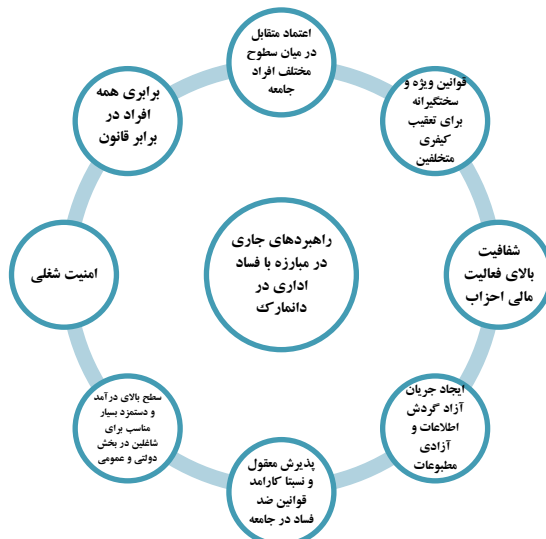 اعتماد متقابل
در میان سطوح
مختلف افراد
جامعه
قوانین ویژه و
سختگیرانه
برای تعقیب
کیفری
متخلفین
شفافیت
بالای فعالیت
مالی احزاب
ایجاد جریان
آزاد گردش
اطلاعات و
آزادی
مطبوعات
پذیرش معقول
و نسبتا کارامد
قوانین ضد
فساد در جامعه
سطح بالای درآمد
و دستمزد بسیار
مناسب برای
شاغلین در بخش
دولتی و عمومی
امنیت شغلی
برابری همه
افراد در
برابر قانون
راهبردهای جاری
در مبارزه با فساد
اداری در
دانمارک